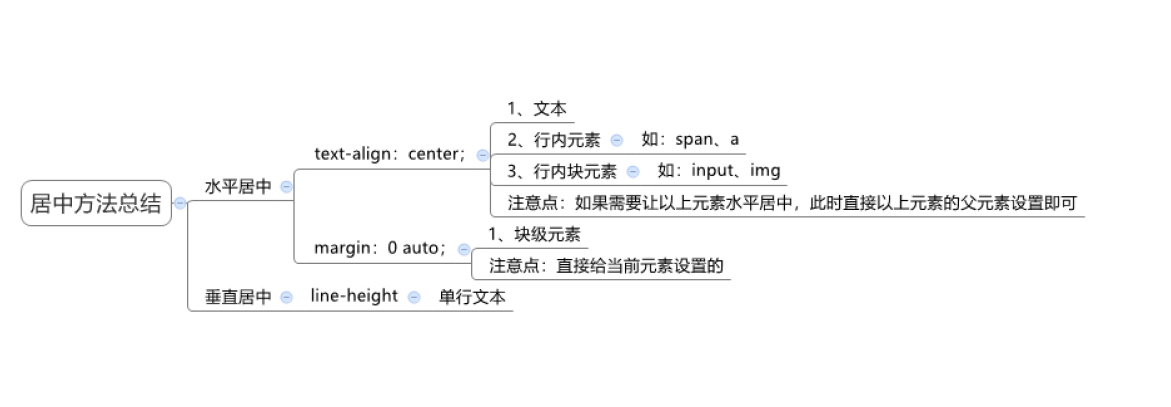 居中方法总结
水平居中
text-align：center；
1、文本
2、行内元素 如：span、a
3、行内块元素 如：input、img
注意点：如果需要让以上元素水平居中，此时直接以上元素的父元素设置即可
margin：0 auto；
1、块级元素
注意点：直接给当前元素设置的
垂直居中 line-height 单行文本